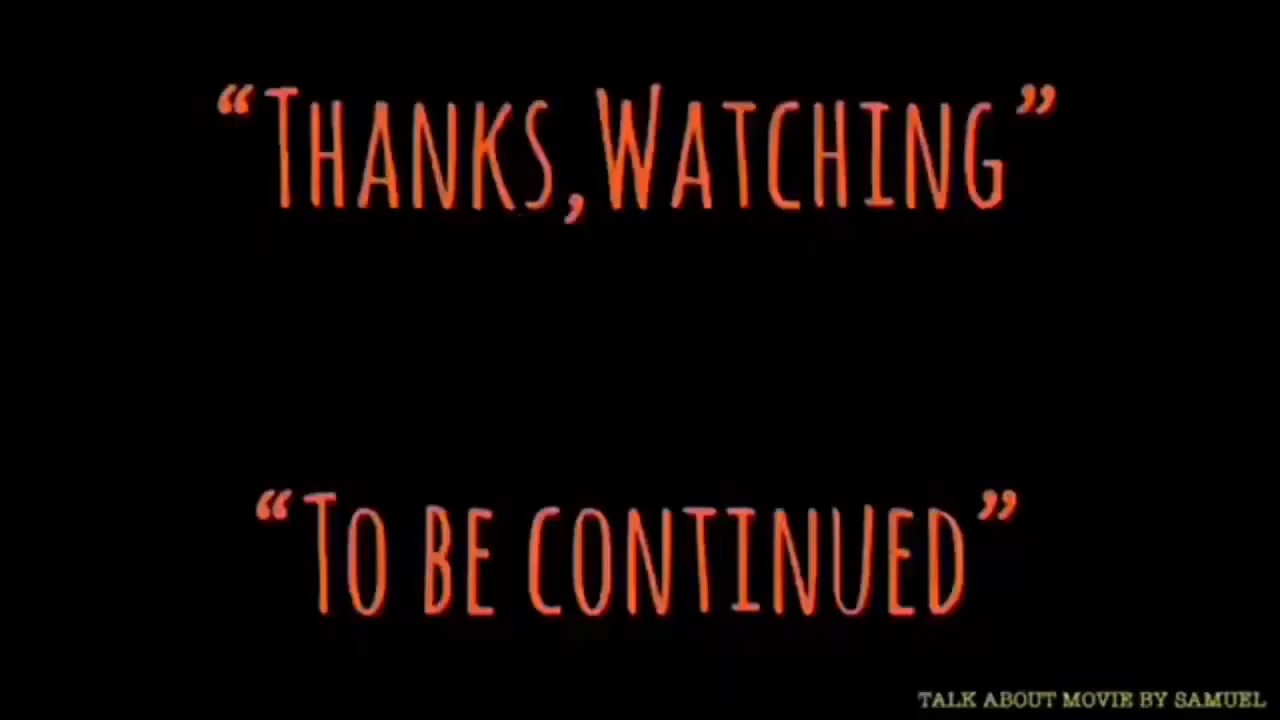 “THANKS,WATCHING”
“TO BE CONTINUED”
TALK ABOUT MOVIE BY SAMUEL